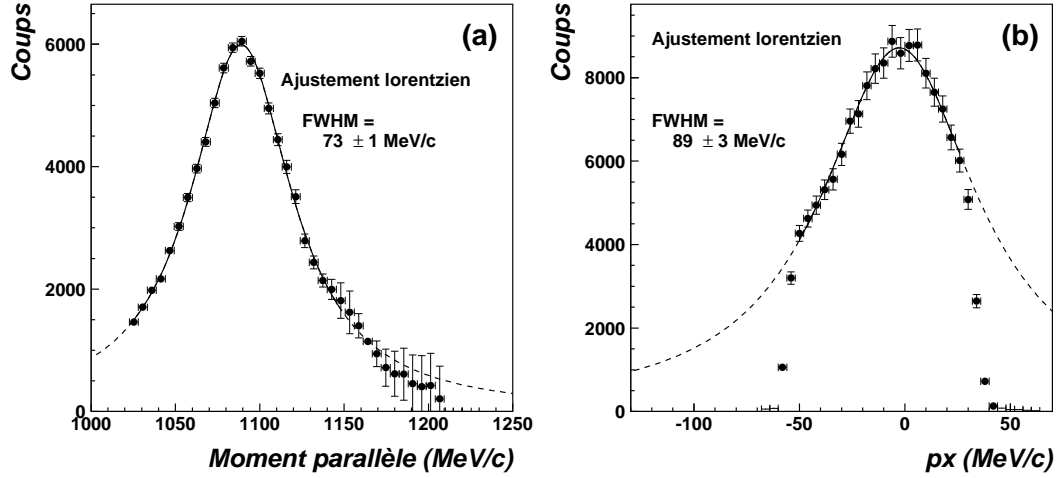 Coups
(a)
6000
4000
2000
0
Ajustement lorentzien
FWHM =
73 ± 1 MeV/c
1000 1050 1100 1150 1200 1250
Moment parallèle (MeV/c)
Coups
(b)
8000
6000
4000
2000
0
Ajustement lorentzien
FWHM =
89 ± 3 MeV/c
-100 -50 0 50
px (MeV/c)